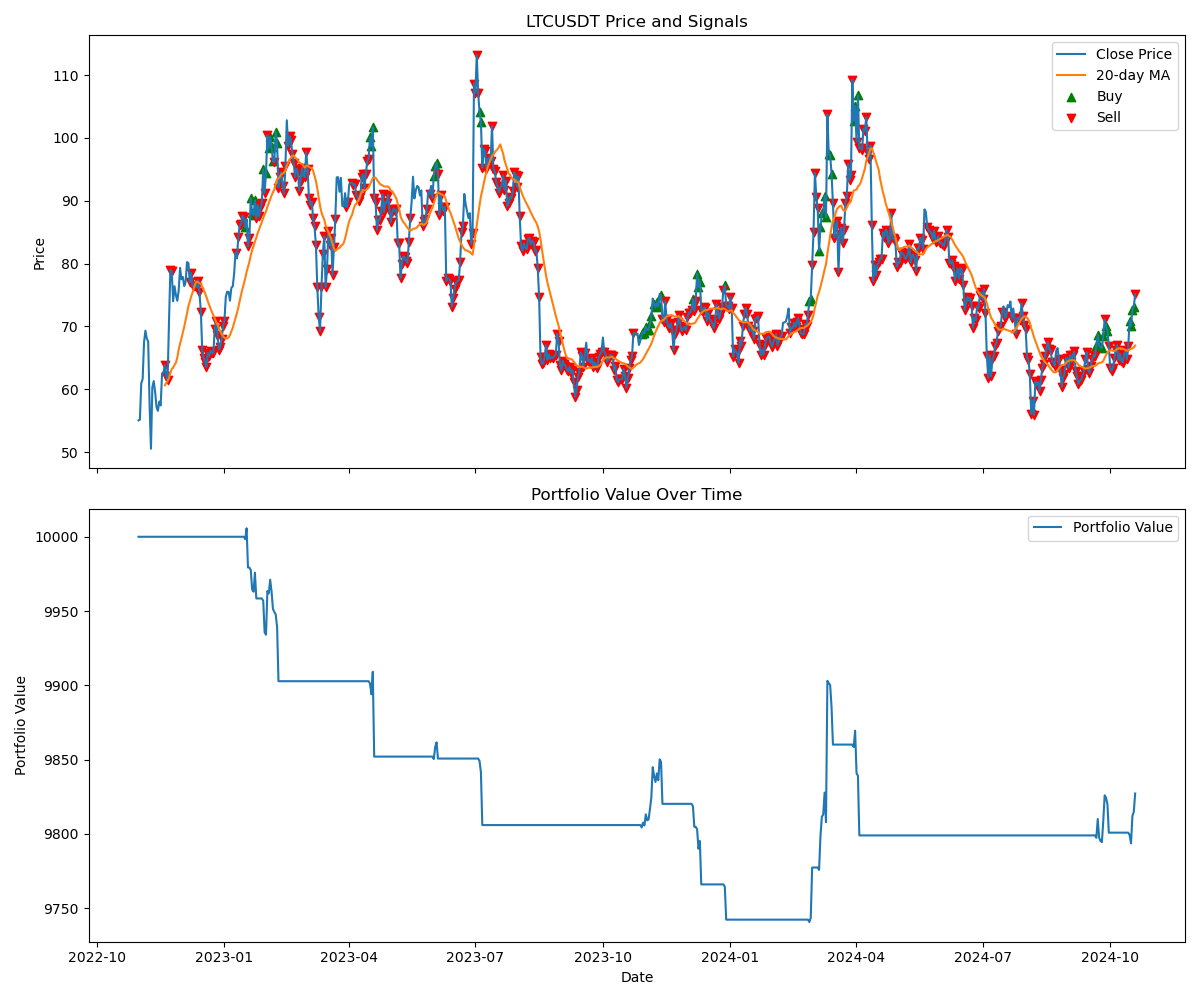 LTCUSDT Price and Signals
Price
110
100
90
80
70
60
50
Close Price
20-day MA
Buy
Sell
Portfolio Value Over Time
Portfolio Value
10000
9950
9900
9850
9800
9750
Portfolio Value
2022-10
2023-01
2023-04
2023-07
2023-10
2024-01
2024-04
2024-07
2024-10
Date